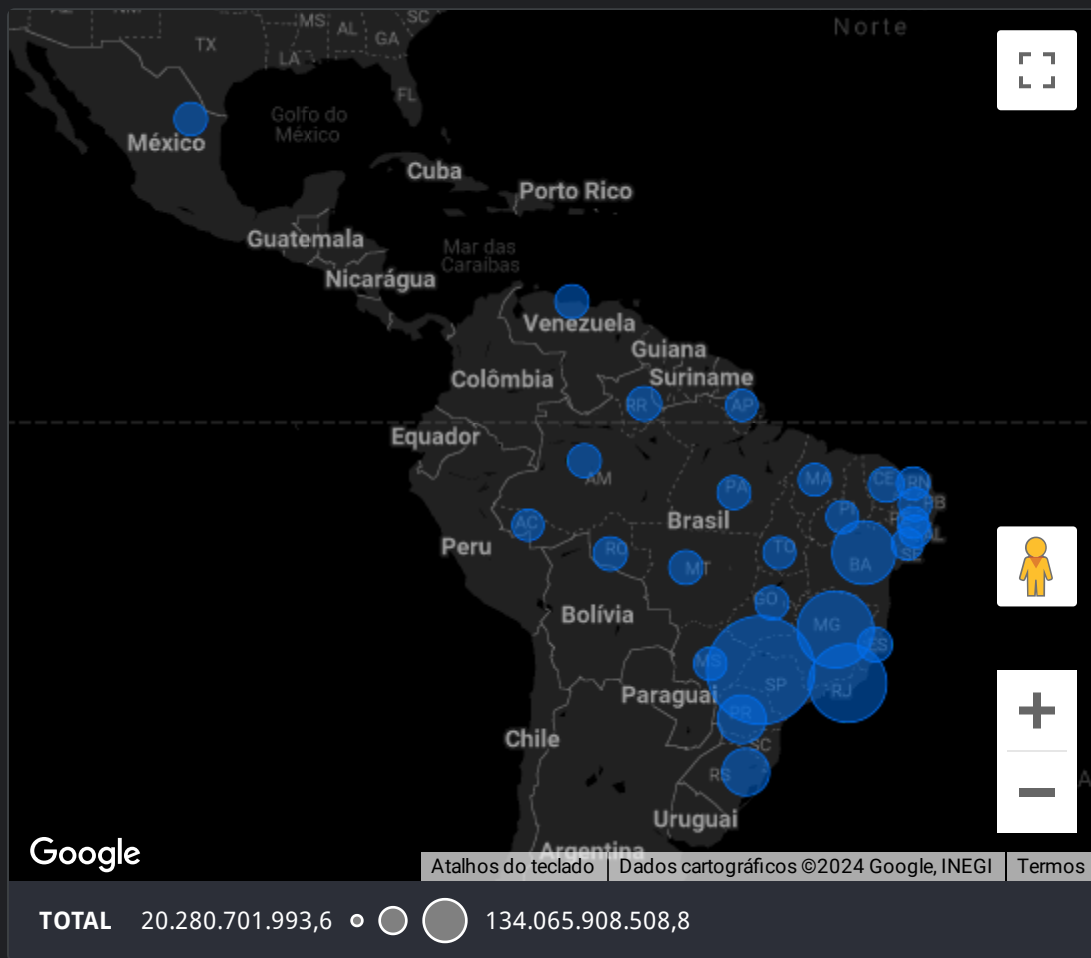 MS
SC
AL
GA
TX
LA
FL
Norte
Golfo do
México
México
Cuba
Porto Rico
Guatemala
Mar das
Caraíbas
Nicarágua
Venezuela
Guiana
Colômbia
Suriname
RR
AP
Equador
AM
PA
MA
CE
RN
PB
PI
Brasil
AC
AL
Peru
RO
TO
SE
MT
BA
GO
Bolívia
MG
ES
MS
SP
Paraguai
RJ
PR
Chile
SC
RS
Uruguai
Argentina
Google
Atalhos do teclado
Dados cartográficos ©2024 Google, INEGI
Termos
TOTAL 20.280.701.993,6 134.065.908.508,8